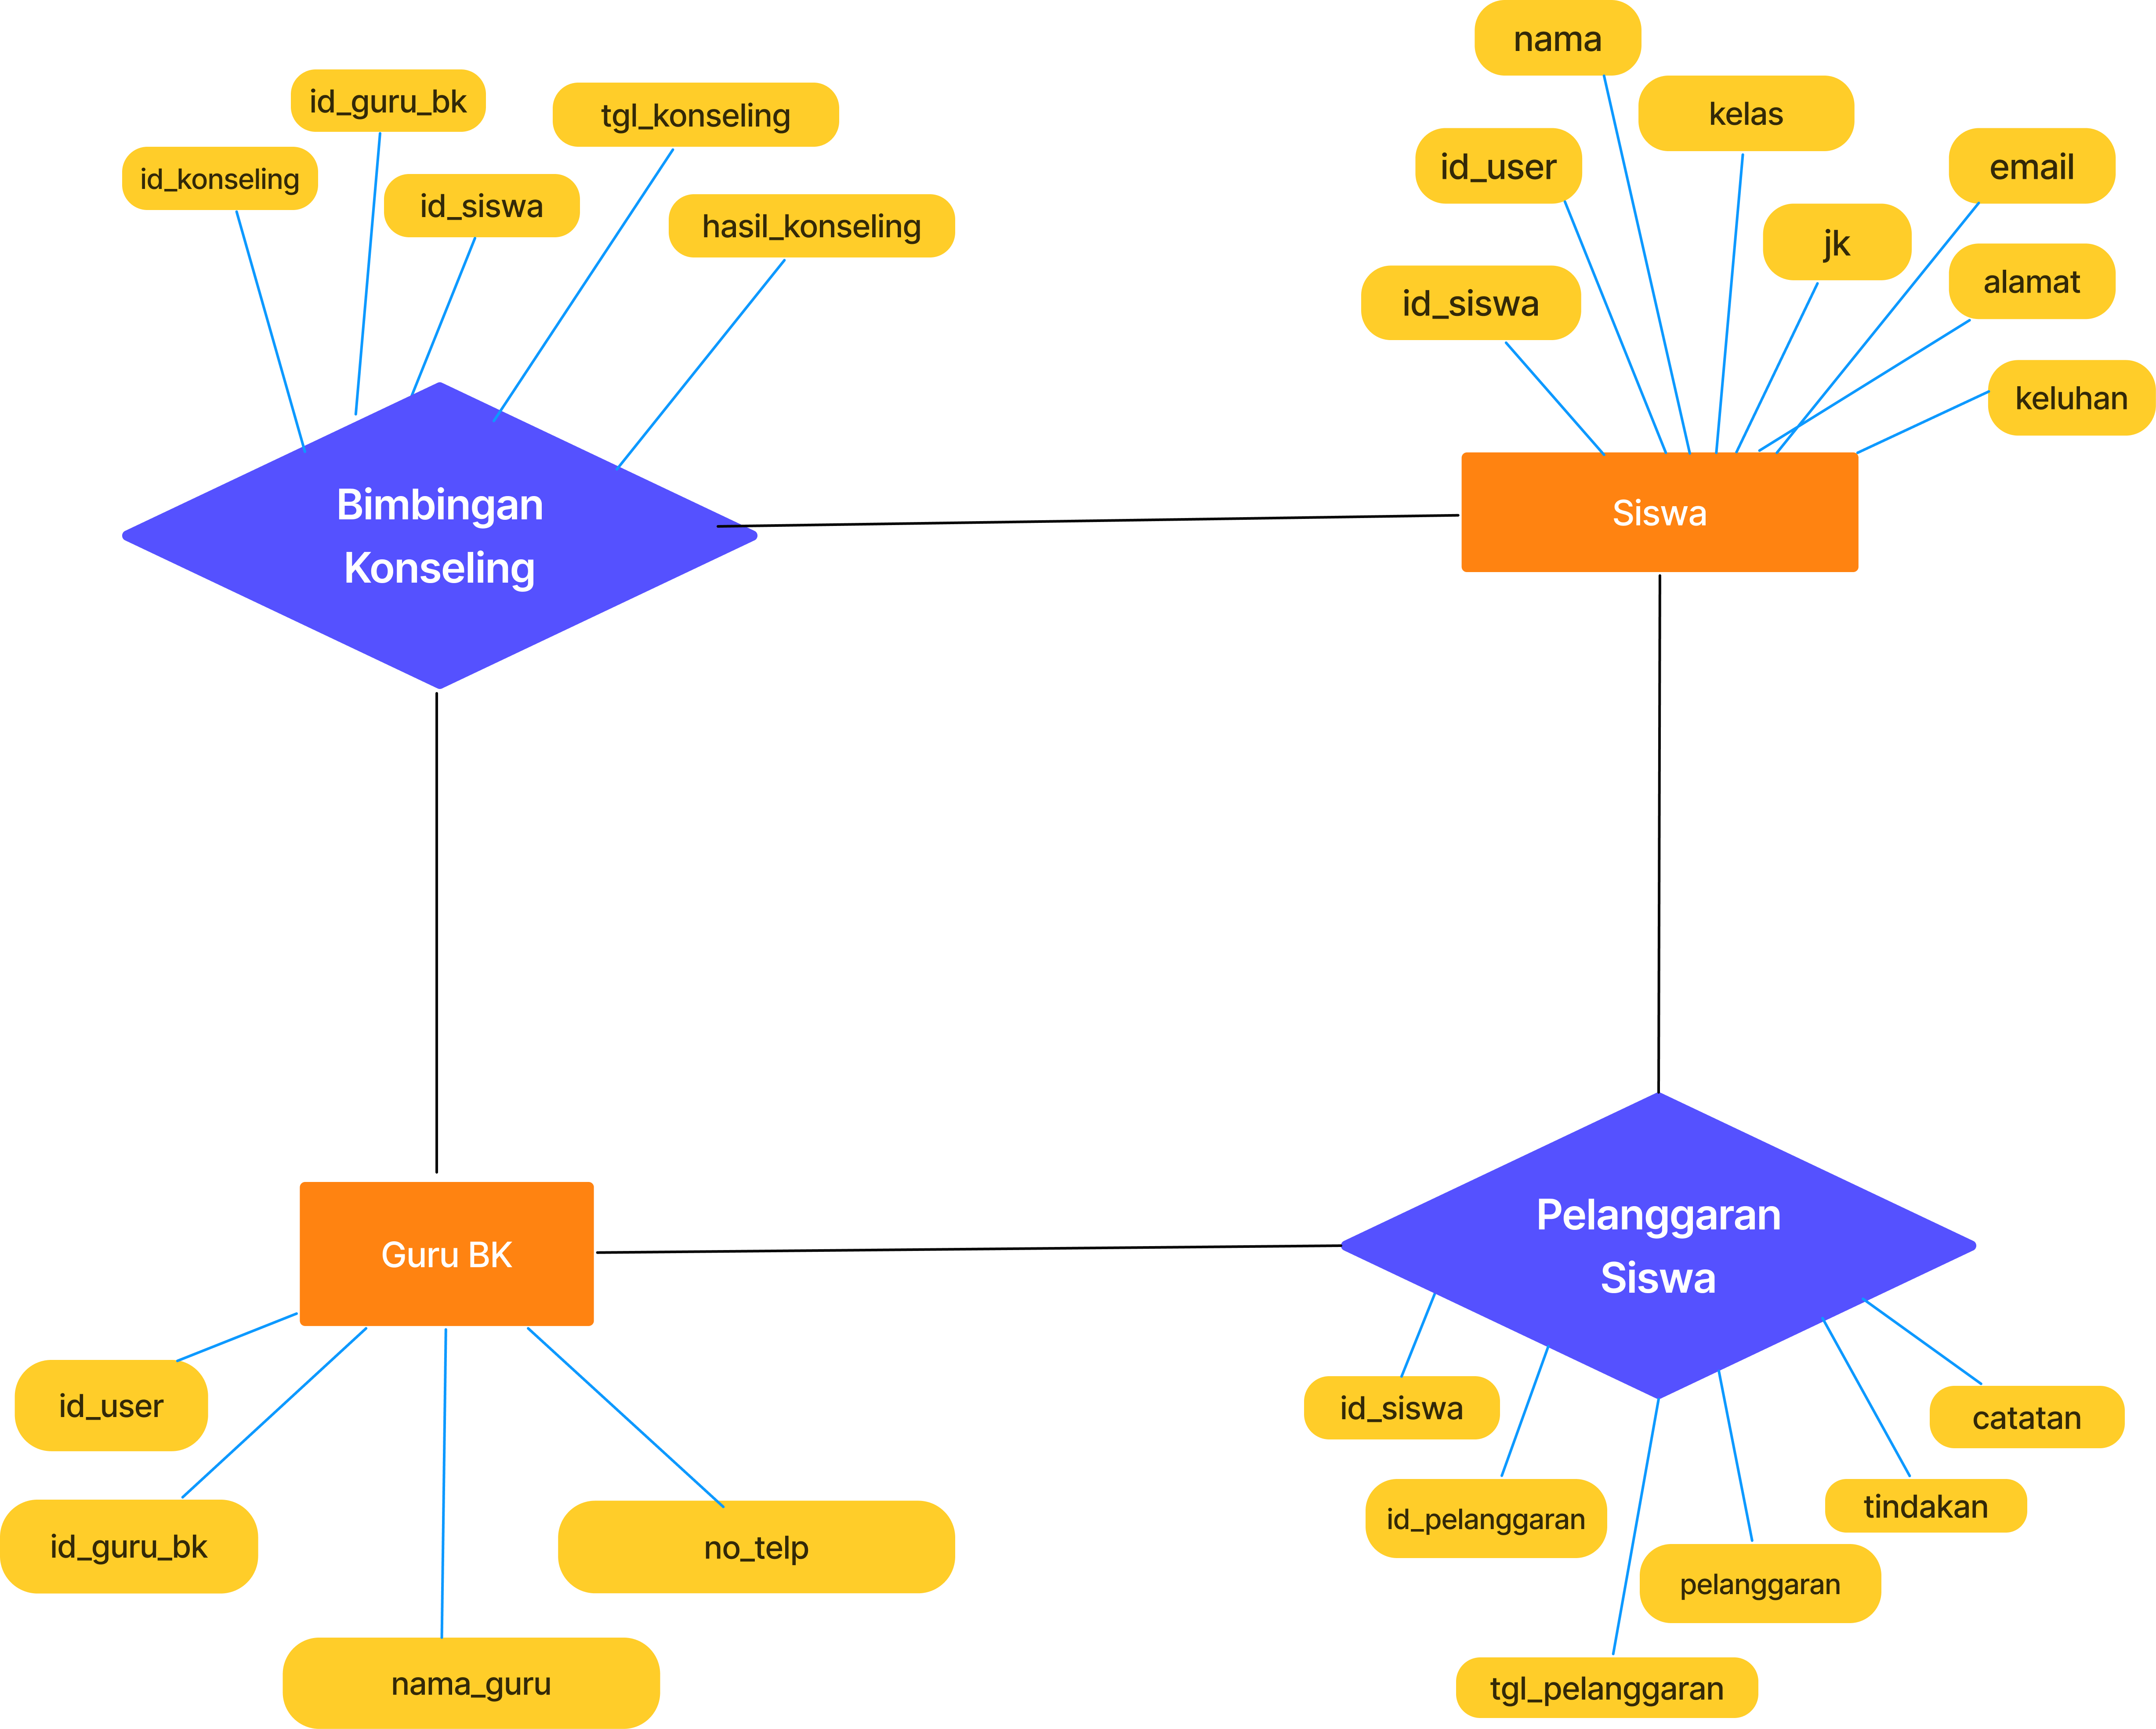 nama
id_guru_bk
tgl_konseling
kelas
id_konseling
id_user
email
id_siswa
hasil_konseling
jk
alamat
id_siswa
keluhan
Bimbingan
Konseling
Siswa
Guru BK
Pelanggaran
Siswa
id_user
id_siswa
catatan
id_guru_bk
no_telp
id_pelanggaran
tindakan
pelanggaran
nama_guru
tgl_pelanggaran